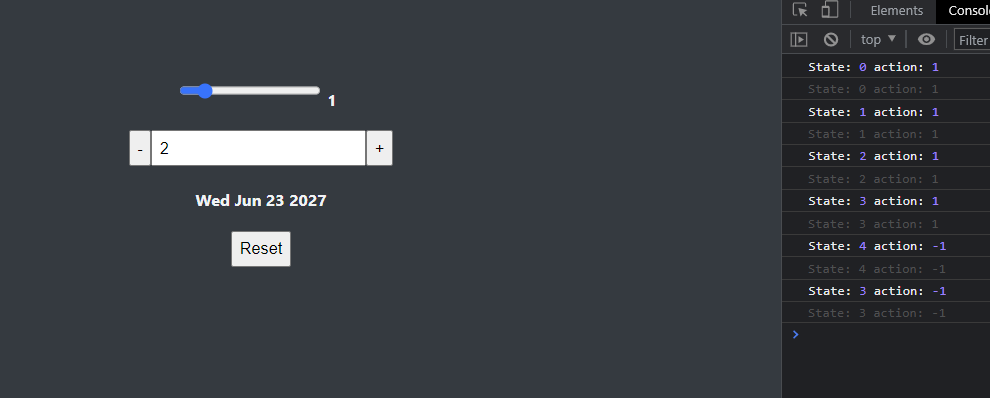 1
- 2 +
Wed Jun 23 2027
Reset
Elements Consol
top Filter
State: 0 action: 1
State: 0 action: 1
State: 1 action: 1
State: 1 action: 1
State: 2 action: 1
State: 2 action: 1
State: 3 action: 1
State: 3 action: 1
State: 4 action: -1
State: 4 action: -1
State: 3 action: -1
State: 3 action: -1